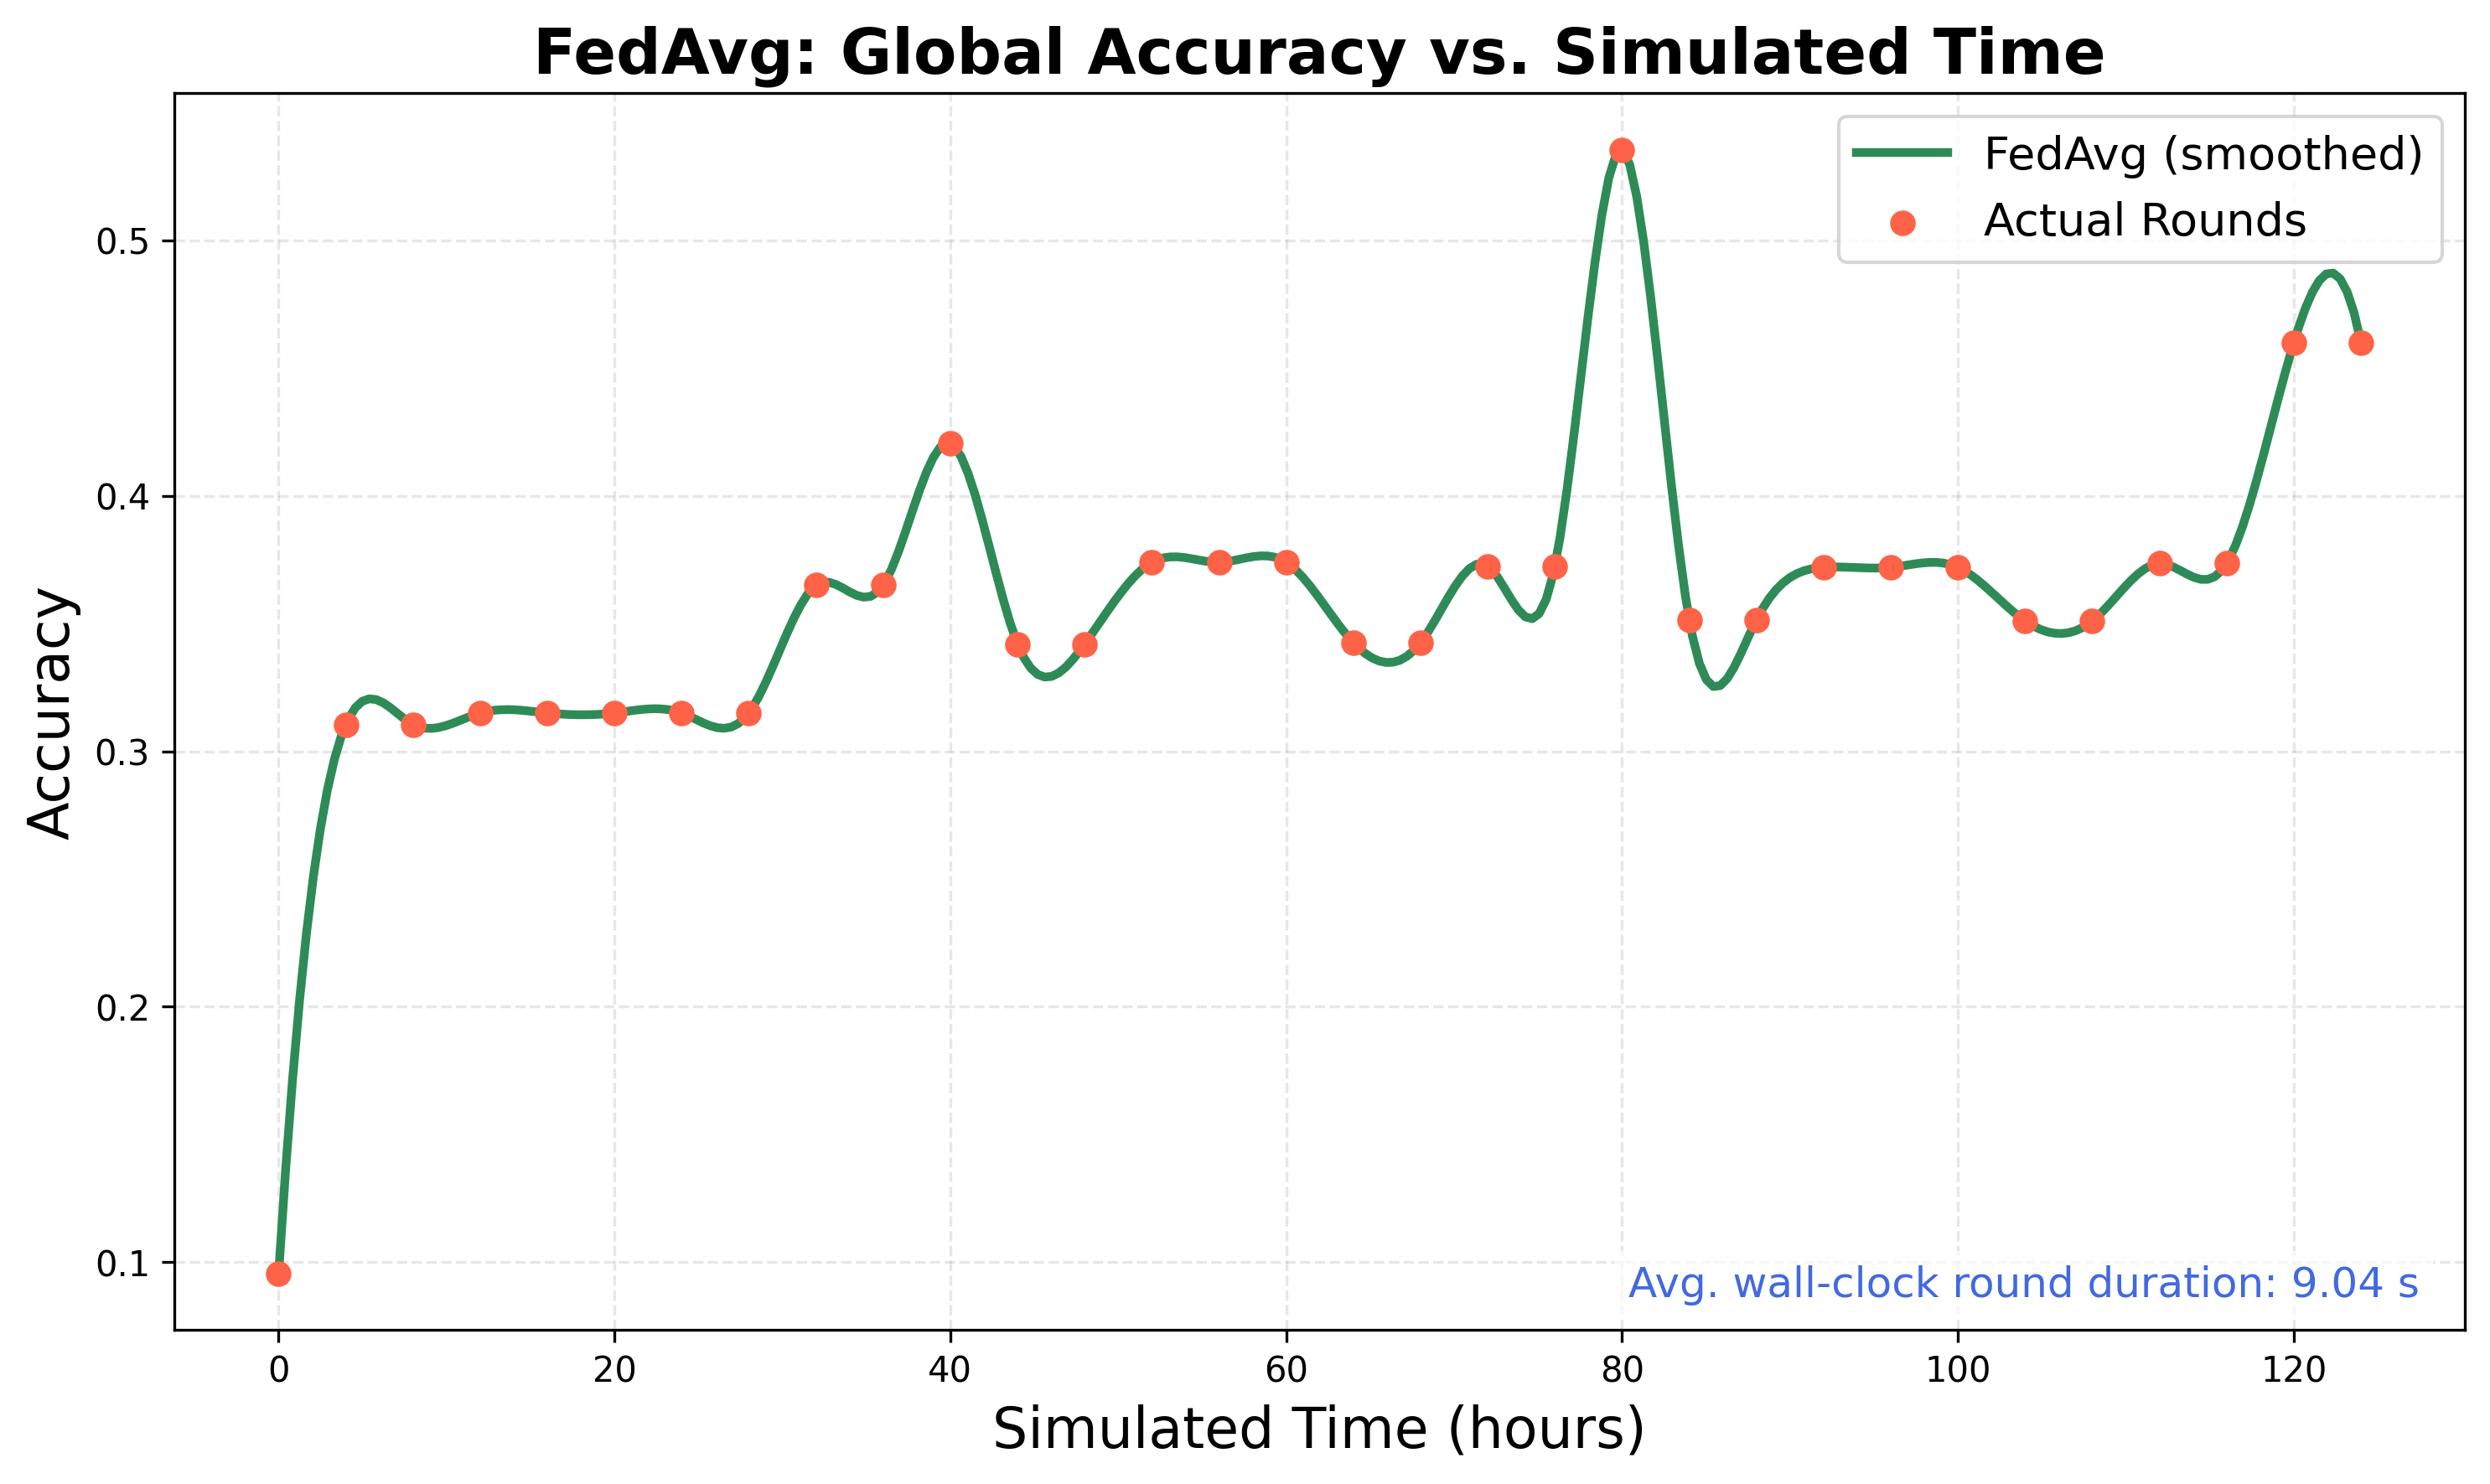 FedAvg: Global Accuracy vs. Simulated Time
FedAvg (smoothed)
Actual Rounds
Accuracy
0.5
0.4
0.3
0.2
0.1
Avg. wall-clock round duration: 9.04 s
0 20 40 60 80 100 120
Simulated Time (hours)